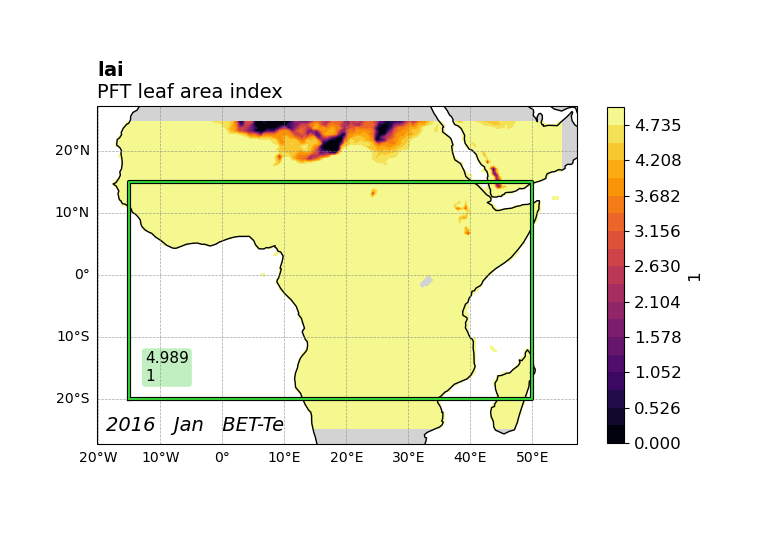 lai
PFT leaf area index
20°N
10°N
0°
10°S
20°S
4.989
1
2016 Jan BET-Te
20°W 10°W 0° 10°E 20°E 30°E 40°E 50°E
4.735
4.208
3.682
3.156
2.630
2.104
1.578
1.052
0.526
0.000
1